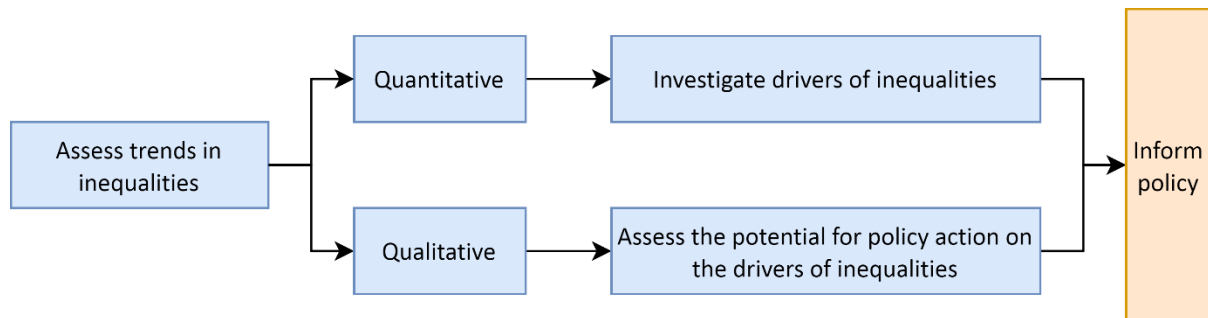 Assess trends in
inequalities
Quantitative
Investigate drivers of inequalities
Qualitative
Assess the potential for policy action on
the drivers of inequalities
Inform
policy